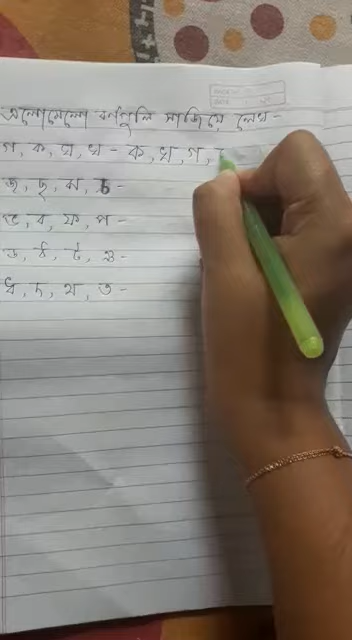 এলোমেলো বর্ণগুলি সাজিয়ে লেখ -
গ, ক, ঘ, খ - ক, খ, গ,
জ, ছ, ঝ, চ -
ভ, ব, ফ, প -
ড, ঠ, ট, ঢ -
ধ, দ, থ, ত -